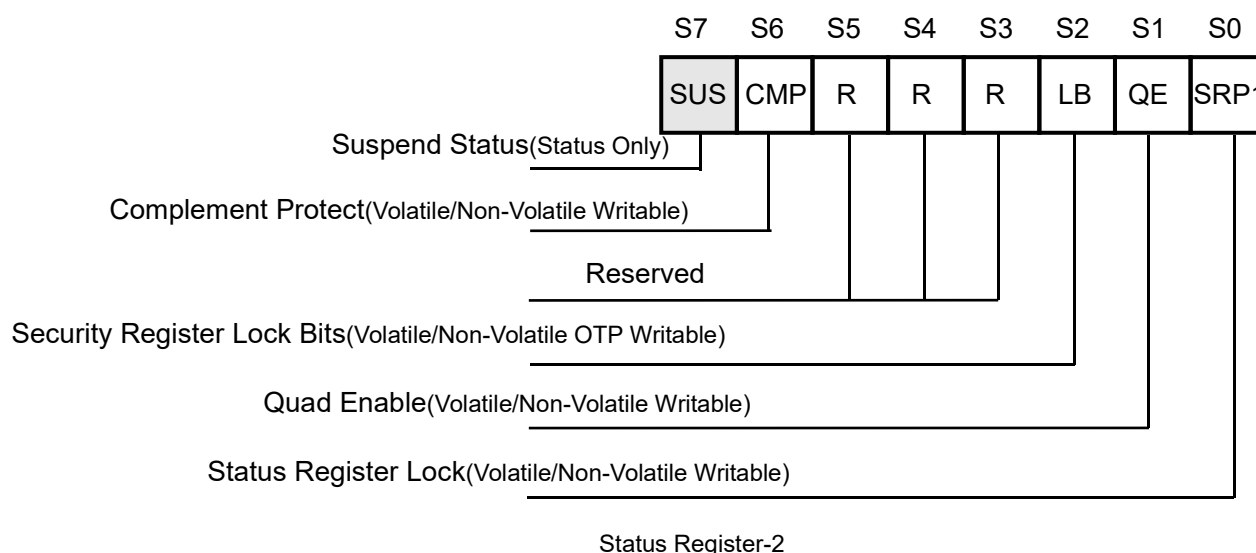 S7 S6 S5 S4 S3 S2 S1 S0
SUS CMP R R R LB QE SRP1
Suspend Status(Status Only)
Complement Protect(Volatile/Non-Volatile Writable)
Reserved
Security Register Lock Bits(Volatile/Non-Volatile OTP Writable)
Quad Enable(Volatile/Non-Volatile Writable)
Status Register Lock(Volatile/Non-Volatile Writable)
Status Register-2